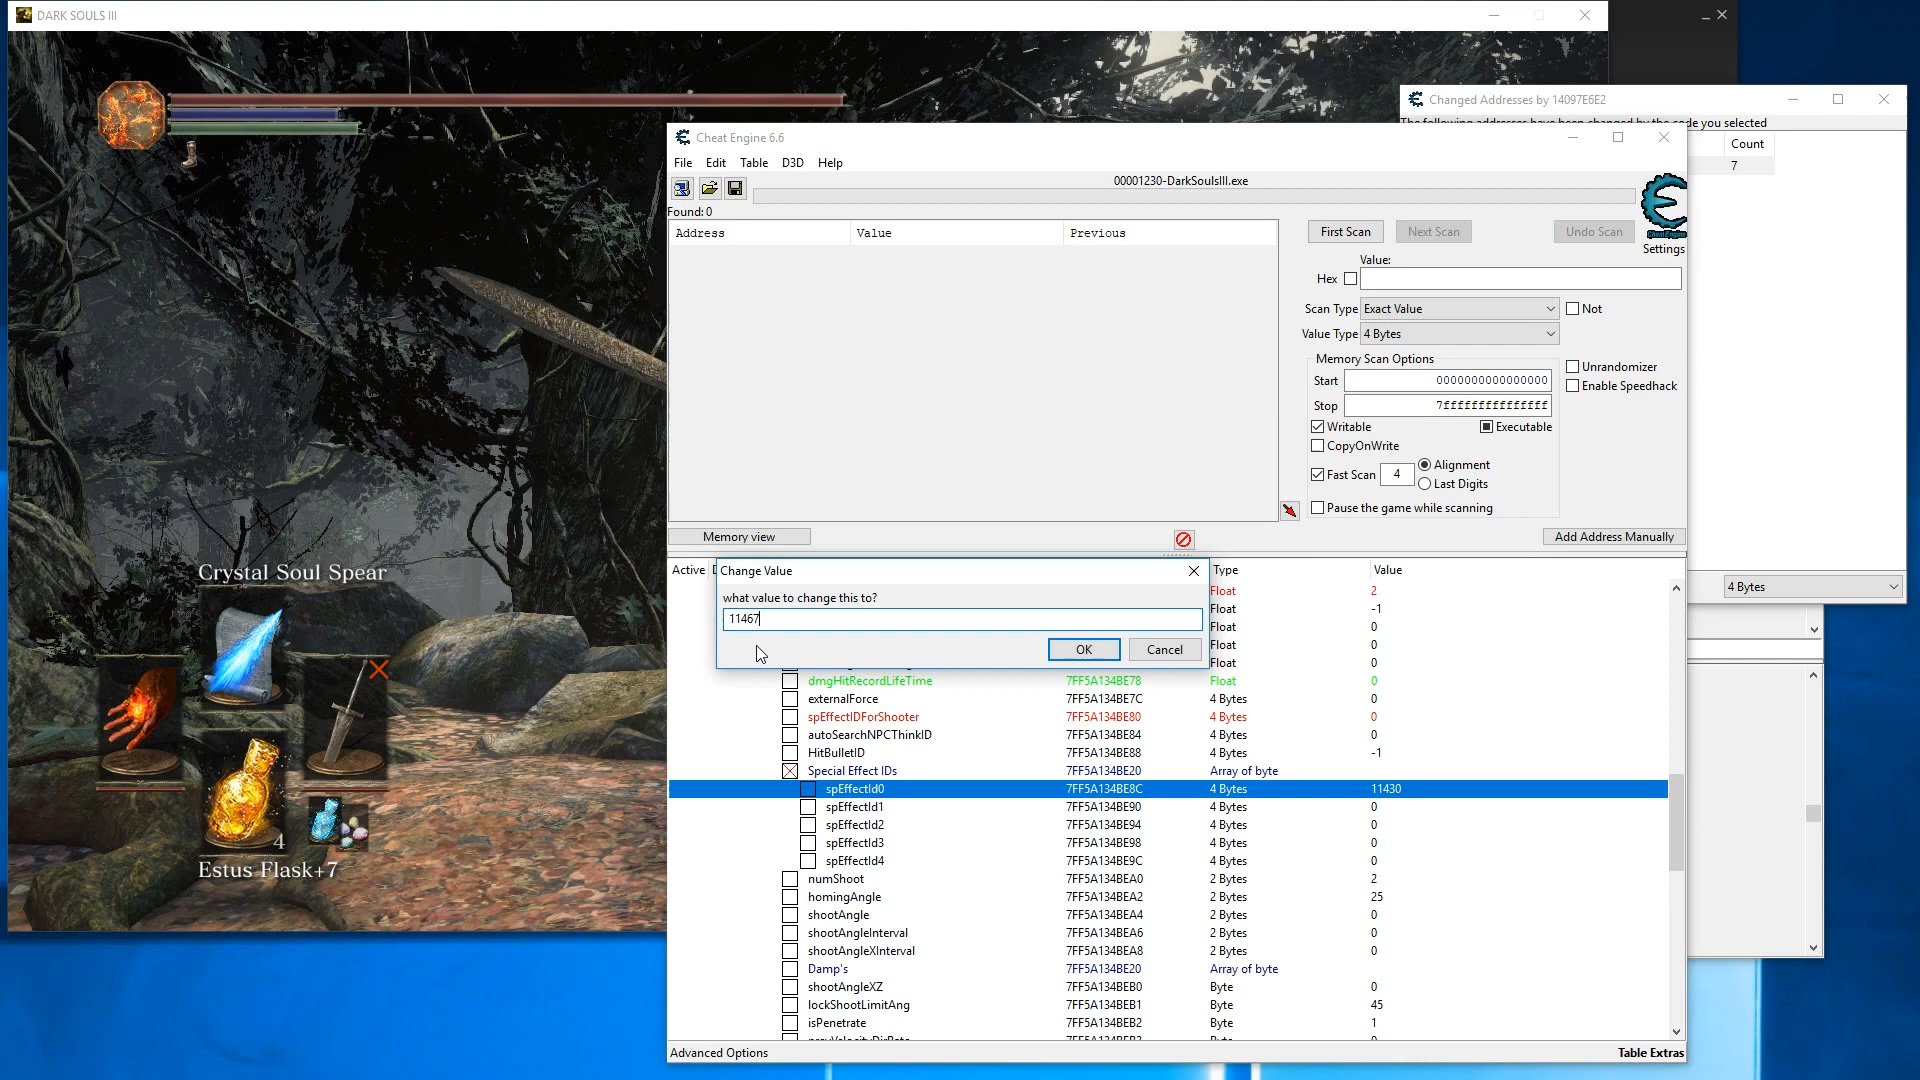 DARK SOULS III
Changed Addresses by 14097E6E2
The following addresses have been changed by the code you selected
Count
7
4 Bytes
Cheat Engine 6.6
File Edit Table D3D Help
00001230-DarkSoulsIII.exe
Found: 0
Address Value Previous
First Scan Next Scan Undo Scan
Settings
Value:
Hex
Scan Type Exact Value Not
Value Type 4 Bytes
Memory Scan Options
Start 0000000000000000
Stop 7fffffffffffffff
Unrandomizer
Enable Speedhack
Writable Executable
CopyOnWrite
Fast Scan 4 Alignment
Last Digits
Pause the game while scanning
Memory view Add Address Manually
Active Type Value
Change Value
what value to change this to?
11467
OK Cancel
Float 2
Float -1
Float 0
Float 0
Float 0
dmgHitRecordLifeTime 7FF5A134BE78 Float 0
externalForce 7FF5A134BE7C 4 Bytes 0
spEffectIDForShooter 7FF5A134BE80 4 Bytes 0
autoSearchNPCThinkID 7FF5A134BE84 4 Bytes 0
HitBulletID 7FF5A134BE88 4 Bytes -1
Special Effect IDs 7FF5A134BE20 Array of byte
spEffectId0 7FF5A134BE8C 4 Bytes 11430
spEffectId1 7FF5A134BE90 4 Bytes 0
spEffectId2 7FF5A134BE94 4 Bytes 0
spEffectId3 7FF5A134BE98 4 Bytes 0
spEffectId4 7FF5A134BE9C 4 Bytes 0
numShoot 7FF5A134BEA0 2 Bytes 2
homingAngle 7FF5A134BEA2 2 Bytes 25
shootAngle 7FF5A134BEA4 2 Bytes 0
shootAngleInterval 7FF5A134BEA6 2 Bytes 0
shootAngleXInterval 7FF5A134BEA8 2 Bytes 0
Damp's 7FF5A134BE20 Array of byte
shootAngleXZ 7FF5A134BEB0 Byte 0
lockShootLimitAng 7FF5A134BEB1 Byte 45
isPenetrate 7FF5A134BEB2 Byte 1
Advanced Options Table Extras
Crystal Soul Spear
4
Estus Flask+7